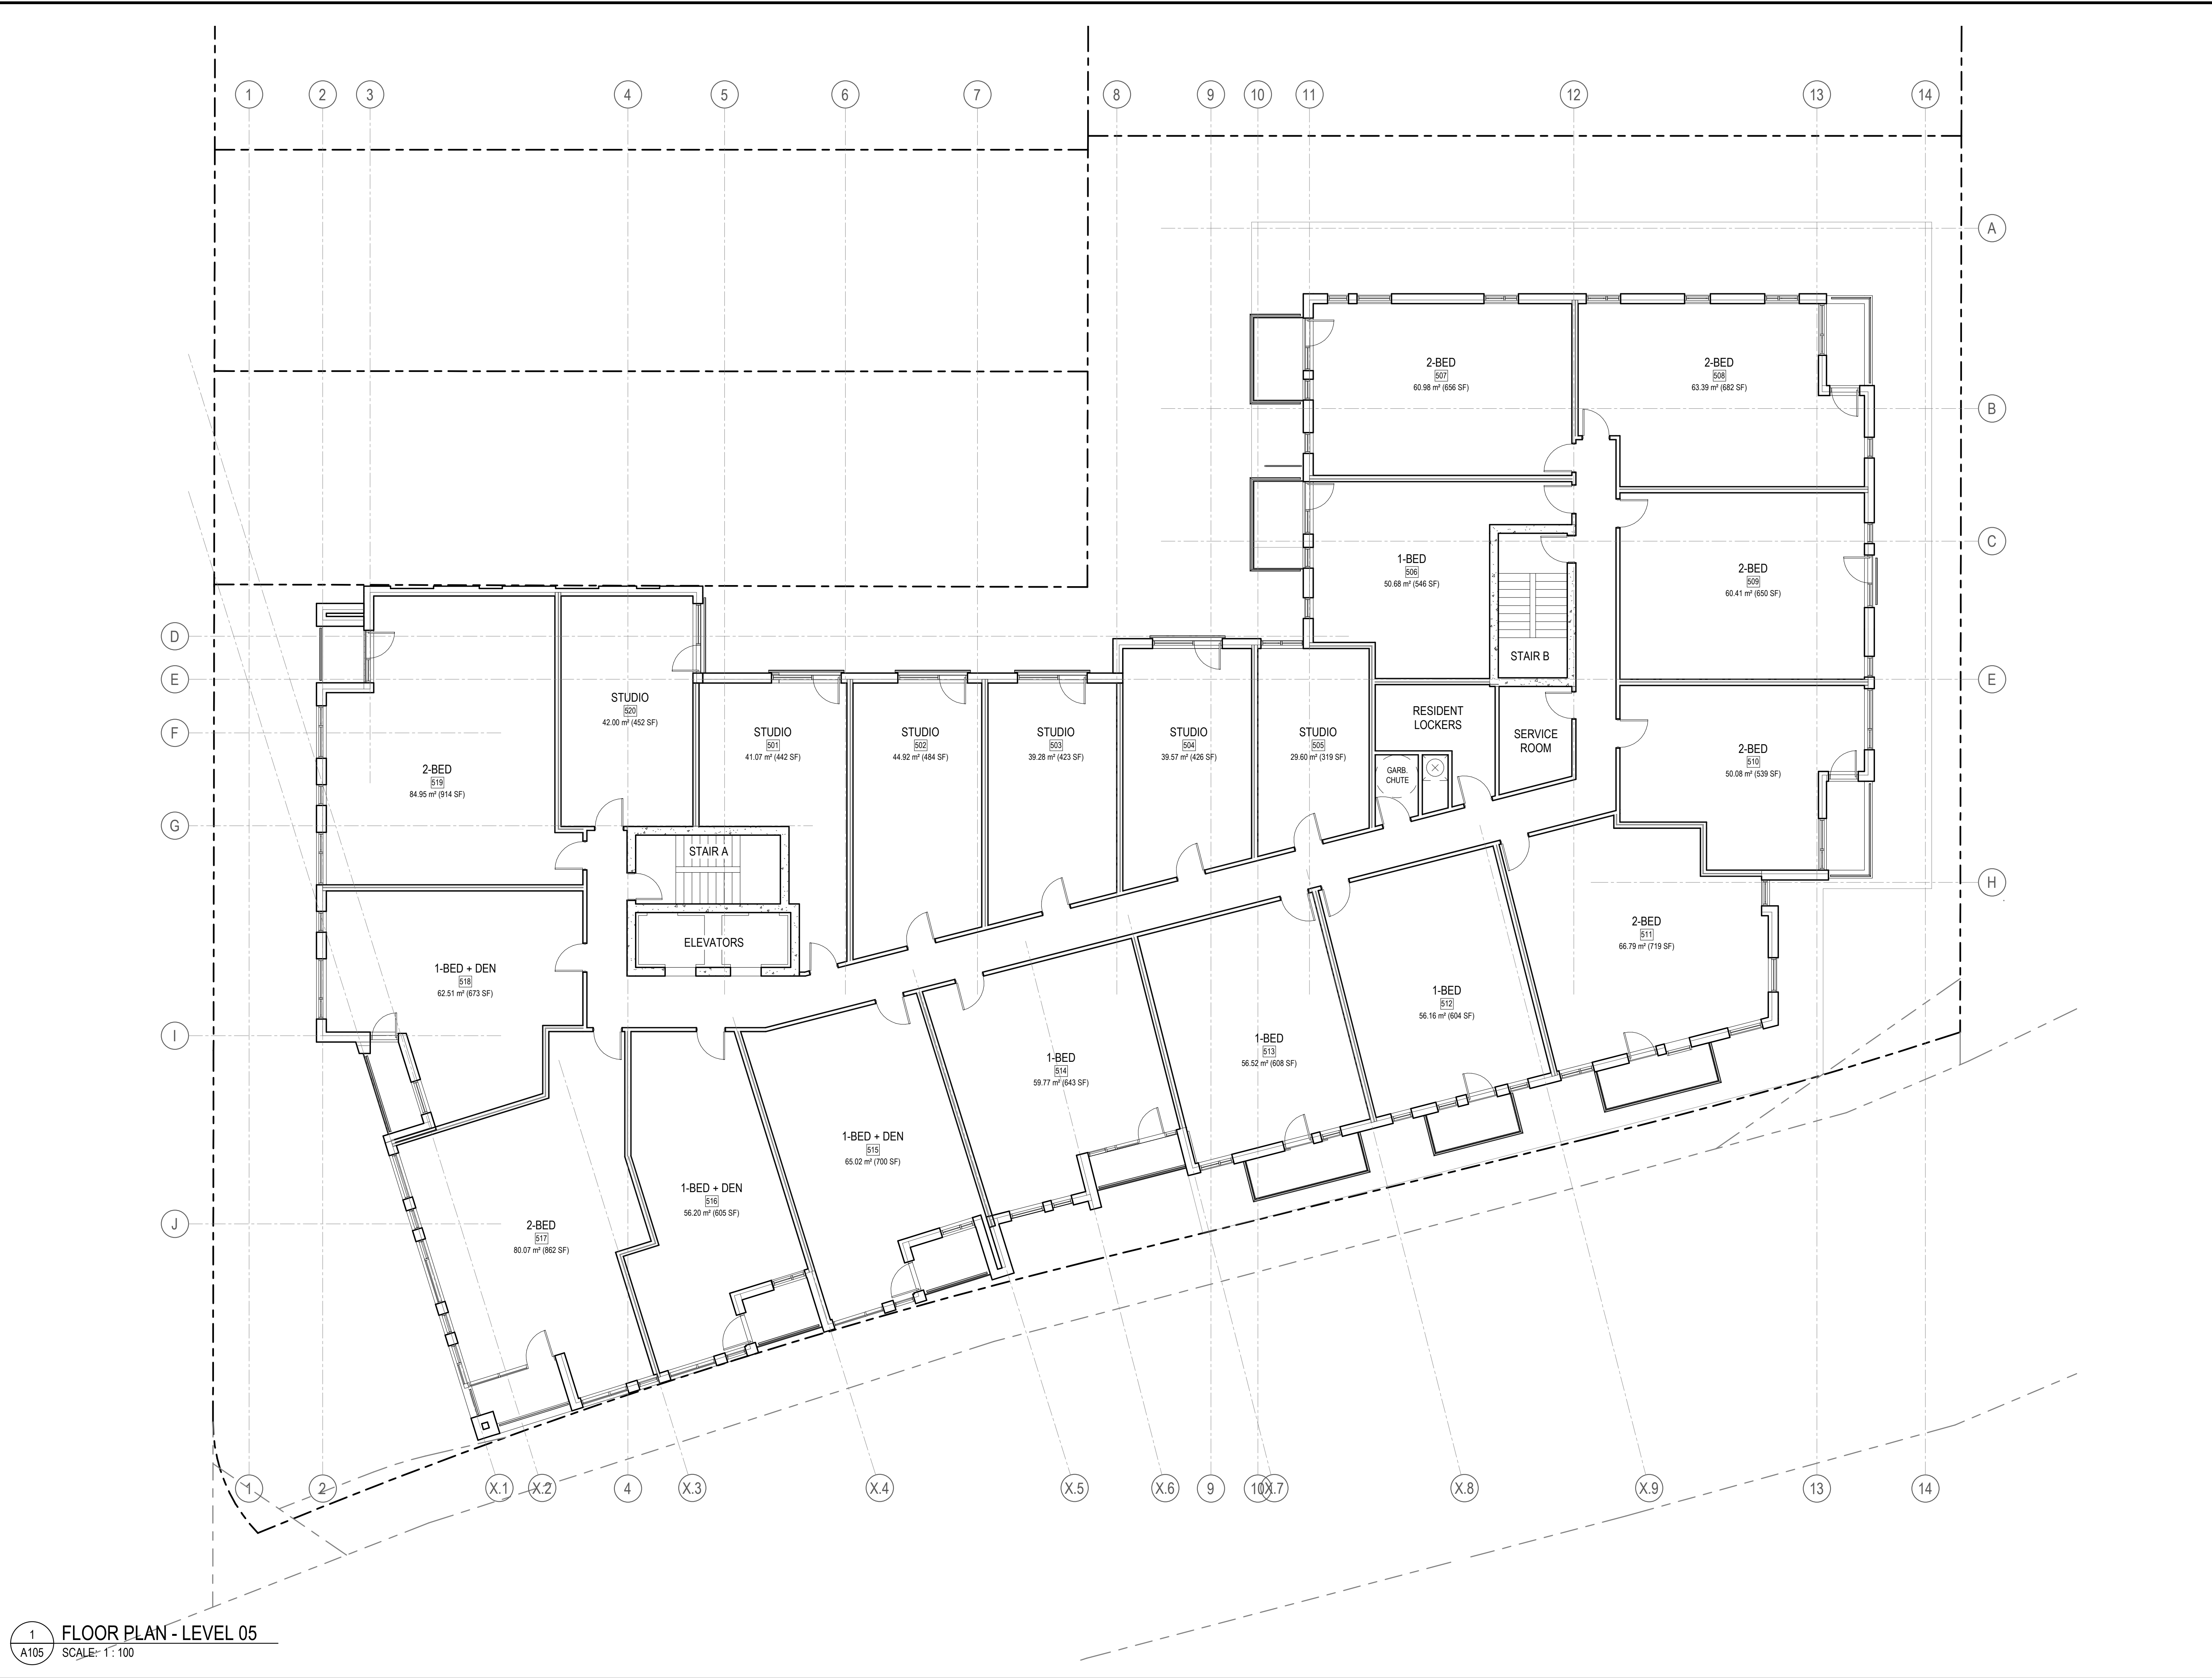 1 2 3 4 5 6 7 8 9 10 11 12 13 14
A
2-BED
507
60.98 m² (656 SF)
2-BED
508
63.39 m² (682 SF)
B
C
1-BED
506
50.68 m² (546 SF)
2-BED
509
60.41 m² (650 SF)
STAIR B
D
E
E
STUDIO
520
42.00 m² (452 SF)
STUDIO
501
41.07 m² (442 SF)
STUDIO
502
44.92 m² (484 SF)
STUDIO
503
39.28 m² (423 SF)
STUDIO
504
39.57 m² (426 SF)
STUDIO
505
29.60 m² (319 SF)
RESIDENT
LOCKERS
SERVICE
ROOM
GARB.
CHUTE
2-BED
510
50.08 m² (539 SF)
F
2-BED
519
84.95 m² (914 SF)
G
STAIR A
ELEVATORS
H
2-BED
511
66.79 m² (719 SF)
1-BED + DEN
518
62.51 m² (673 SF)
1-BED
512
56.16 m² (604 SF)
I
1-BED
513
56.52 m² (608 SF)
1-BED
514
59.77 m² (643 SF)
1-BED + DEN
515
65.02 m² (700 SF)
1-BED + DEN
516
56.20 m² (605 SF)
J
2-BED
517
80.07 m² (862 SF)
1 2 X.1 X.2 4 X.3 X.4 X.5 X.6 9 10 X.7 X.8 X.9 13 14
1
A105
FLOOR PLAN - LEVEL 05
SCALE: 1 : 100